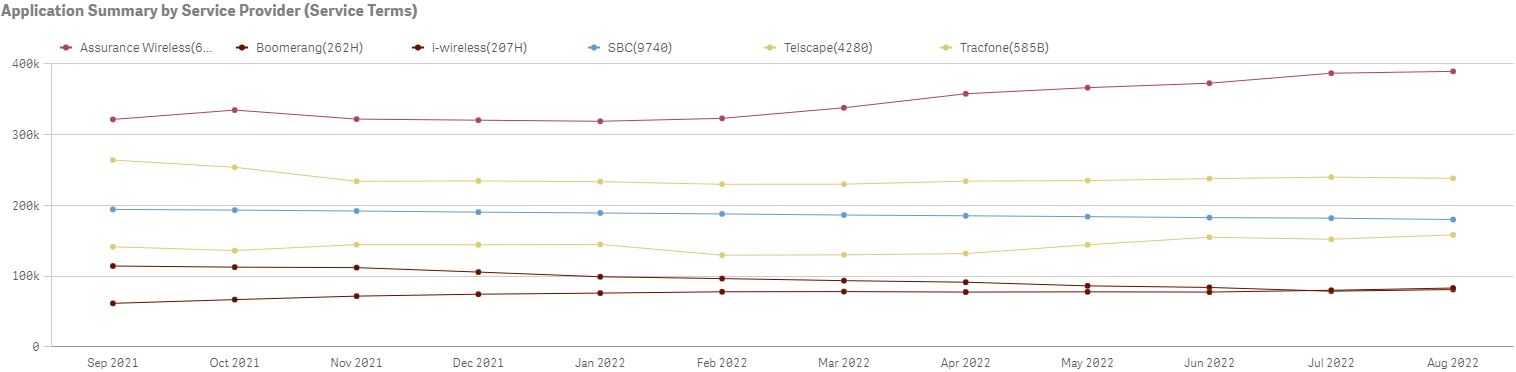 Application Summary by Service Provider (Service Terms)
Assurance Wireless(6... Boomerang(262H) i-wireless(207H) SBC(9740) Telscape(4280) Tracfone(585B)
400k
300k
200k
100k
0
Sep 2021 Oct 2021 Nov 2021 Dec 2021 Jan 2022 Feb 2022 Mar 2022 Apr 2022 May 2022 Jun 2022 Jul 2022 Aug 2022